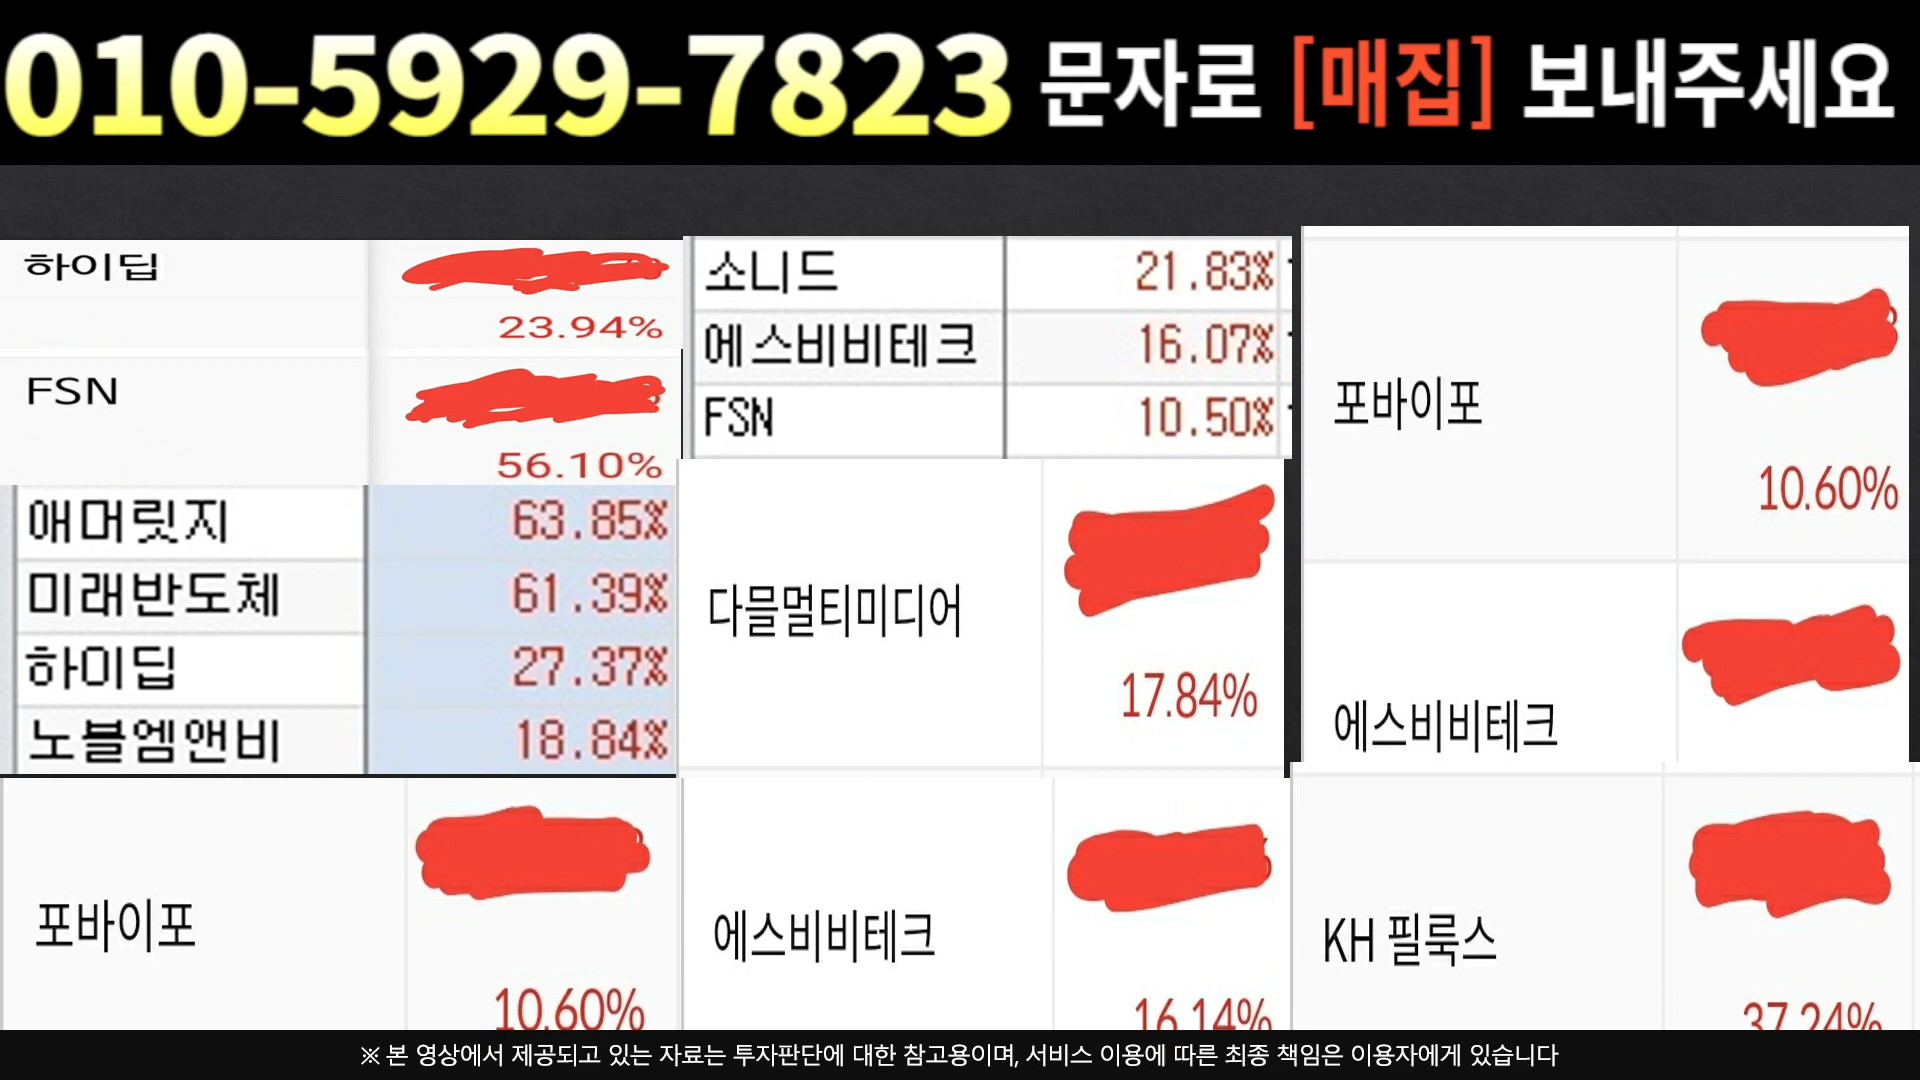 010-5929-7823 문자로 [매집] 보내주세요
하이딥
23.94%
FSN
56.10%
애머릿지 63.85%
미래반도체 61.39%
하이딥 27.37%
노블엠앤비 18.84%
소니드 21.83%
에스비비테크 16.07%
FSN 10.50%
다믈멀티미디어
17.84%
포바이포
10.60%
에스비비테크
포바이포
10.60%
에스비비테크
16.14%
KH 필룩스
37.24%
※ 본 영상에서 제공되고 있는 자료는 투자판단에 대한 참고용이며, 서비스 이용에 따른 최종 책임은 이용자에게 있습니다